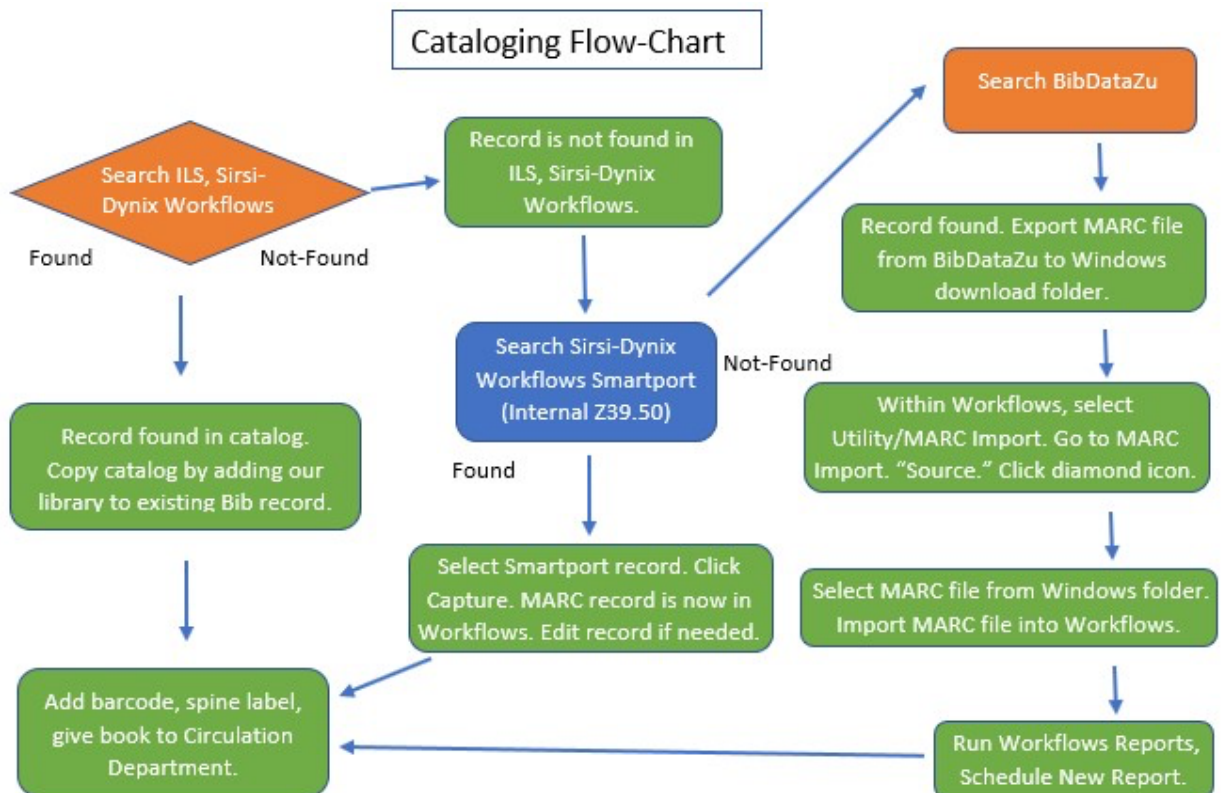 Cataloging Flow-Chart
Search ILS, Sirsi-
Dynix Workflows
Found
Not-Found
Record found in catalog.
Copy catalog by adding our
library to existing Bib record.
Record is not found in
ILS, Sirsi-Dynix
Workflows.
Search Sirsi-Dynix
Workflows Smartport
(Internal Z39.50)
Found
Not-Found
Select Smartport record. Click
Capture. MARC record is now in
Workflows. Edit record if needed.
Search BibDataZu
Record found. Export MARC file
from BibDataZu to Windows
download folder.
Within Workflows, select
Utility/MARC Import. Go to MARC
Import. “Source.” Click diamond icon.
Select MARC file from Windows folder.
Import MARC file into Workflows.
Run Workflows Reports,
Schedule New Report.
Add barcode, spine label,
give book to Circulation
Department.